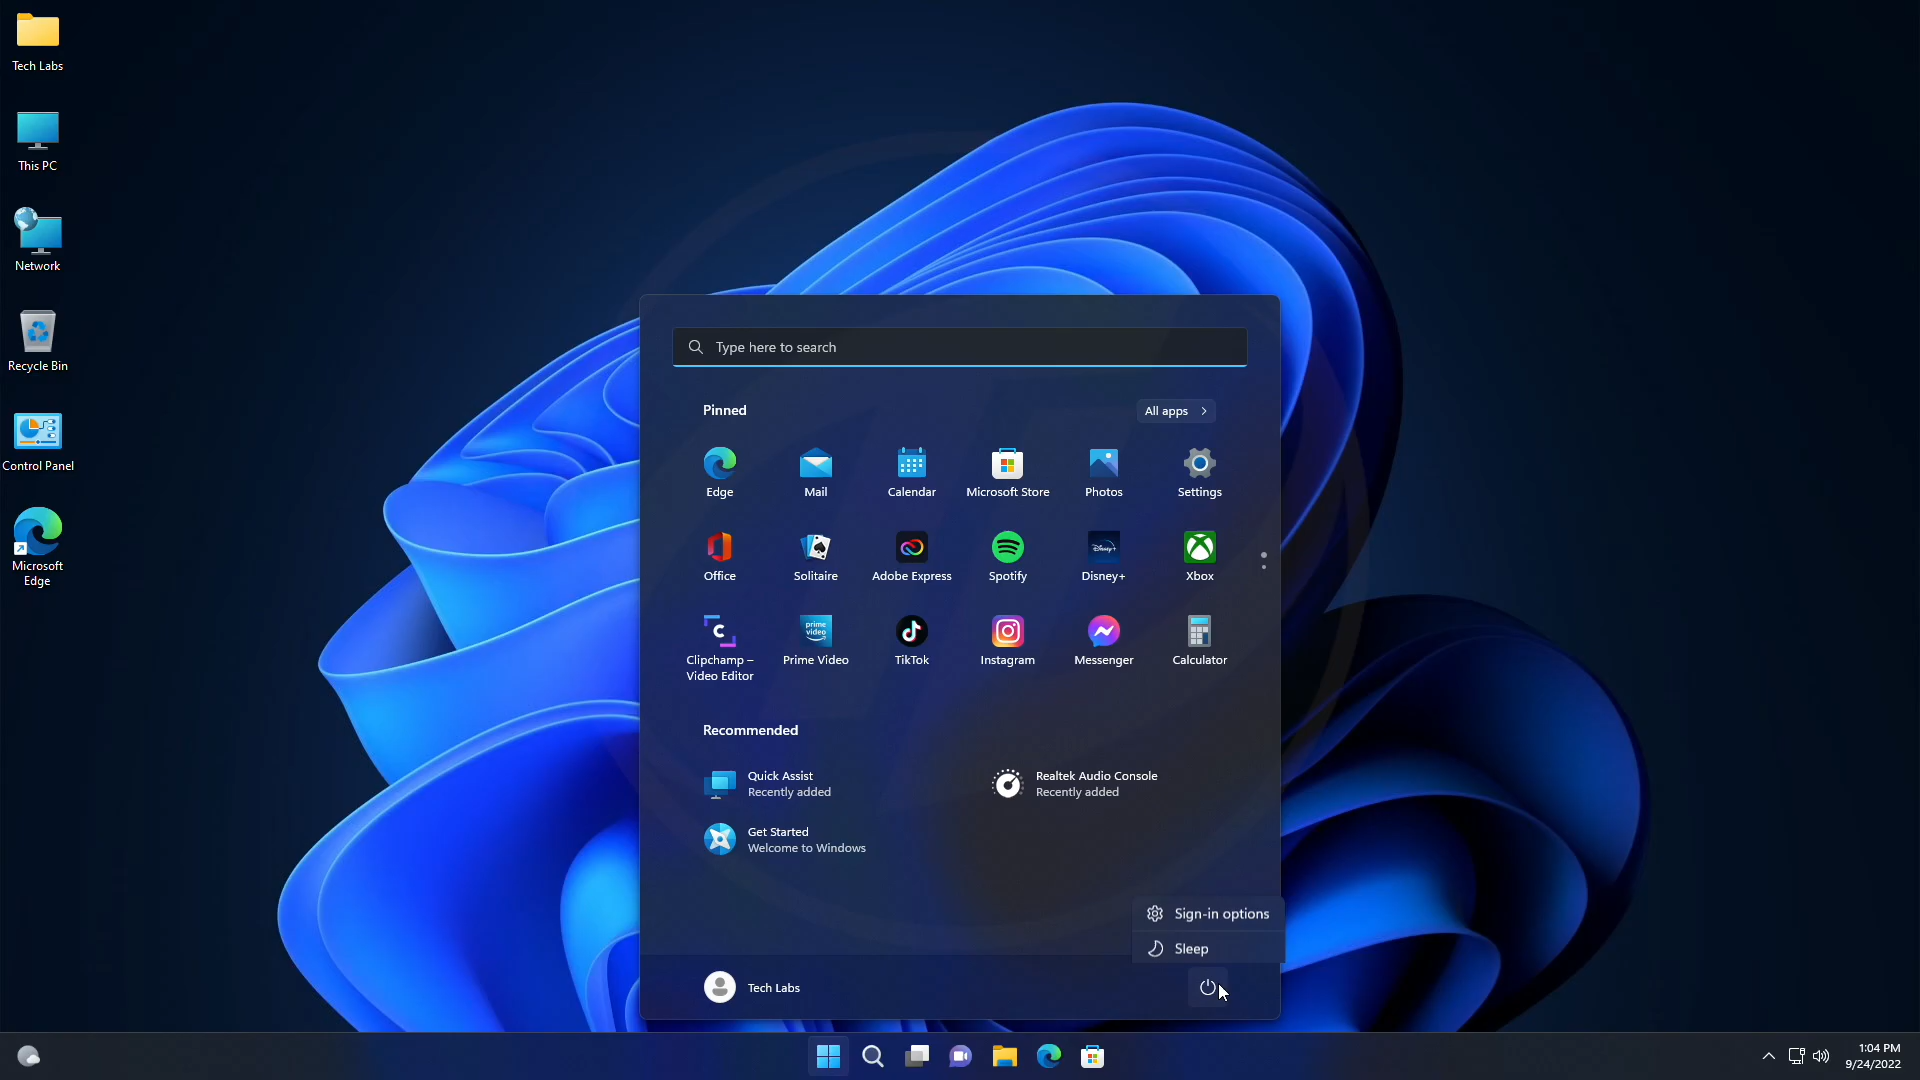 Tech Labs
This PC
Network
Recycle Bin
Control Panel
Microsoft
Edge
Type here to search
Pinned
All apps
Edge
Mail
Calendar
Microsoft Store
Photos
Settings
Office
Solitaire
Adobe Express
Spotify
Disney+
Disney+
Xbox
Clipchamp –
Video Editor
prime
video
Prime Video
TikTok
Instagram
Messenger
Calculator
Recommended
Quick Assist
Recently added
Realtek Audio Console
Recently added
Get Started
Welcome to Windows
Sign-in options
Sleep
Tech Labs
1:04 PM
9/24/2022